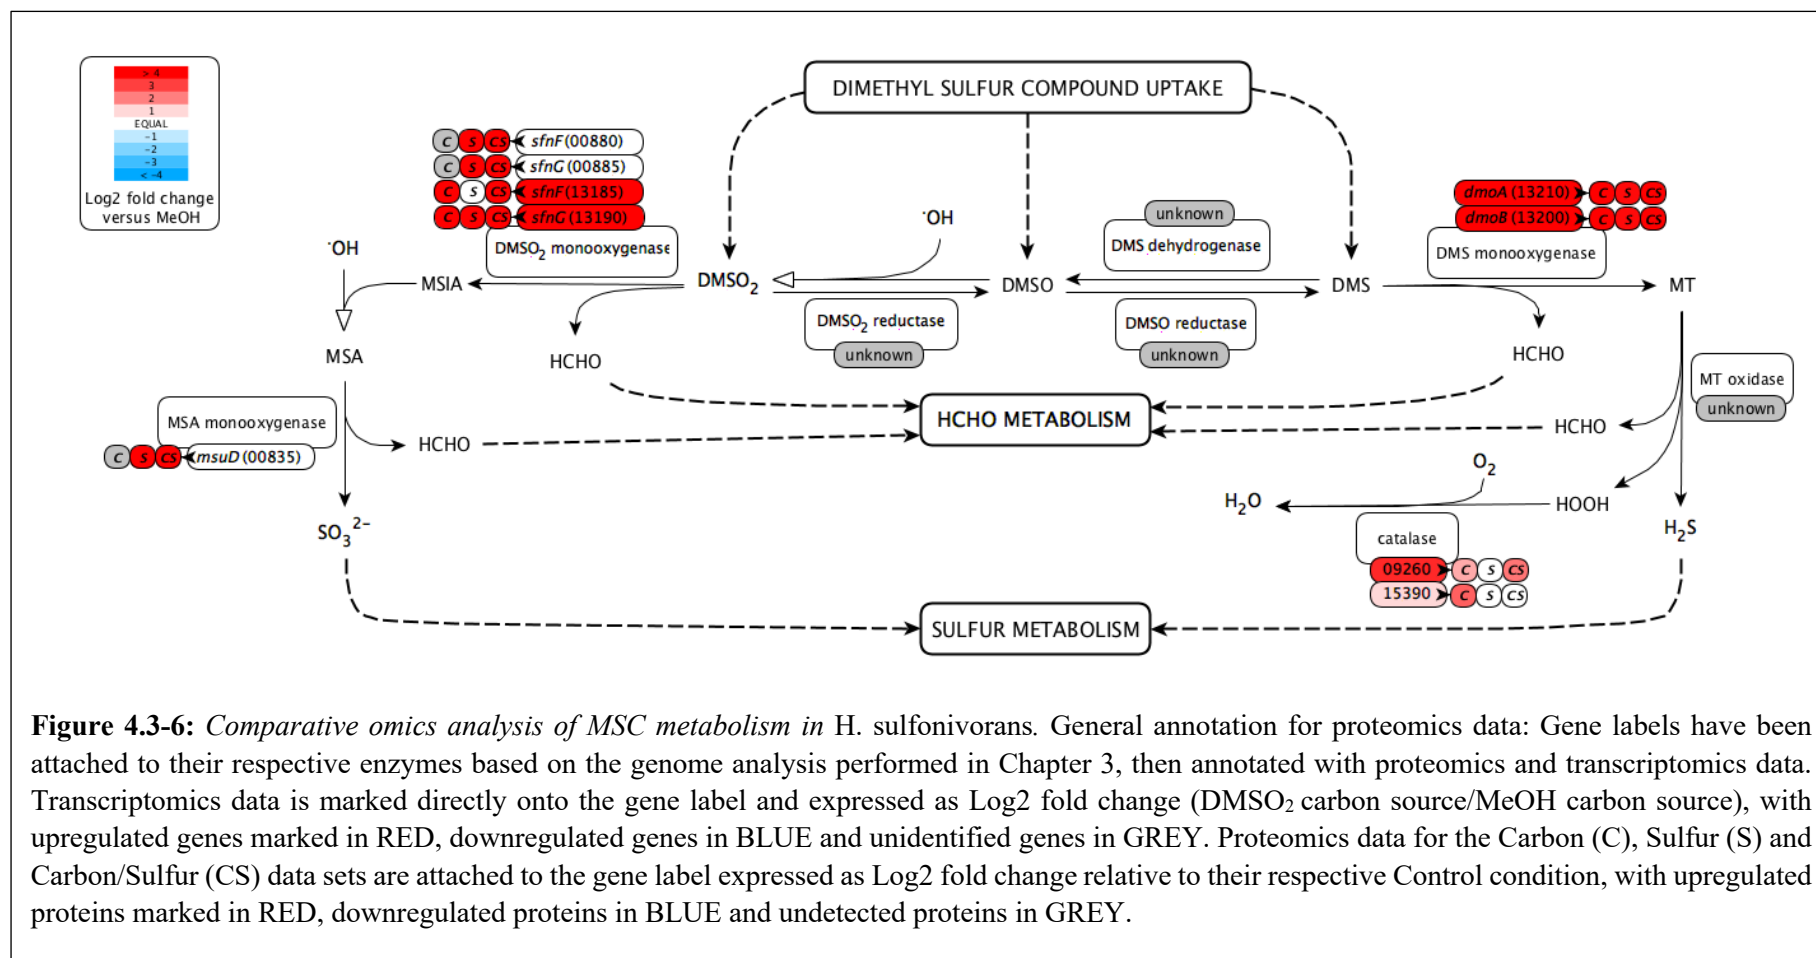 > 4
3
2
1
EQUAL
−1
−2
−3
< −4
Log2 fold change
versus MeOH
DIMETHYL SULFUR COMPOUND UPTAKE
C S CS sfnF (00880)
C S CS sfnG (00885)
C S CS sfnF (13185)
C S CS sfnG (13190)
DMSO₂ monooxygenase
dmoA (13210) C S CS
dmoB (13200) C S CS
DMS monooxygenase
unknown
DMS dehydrogenase
˙OH
˙OH
MSIA
DMSO₂
DMSO
DMS
MT
DMSO₂ reductase
unknown
DMSO reductase
unknown
MSA
HCHO
HCHO
MT oxidase
unknown
HCHO METABOLISM
MSA monooxygenase
C S CS msuD (00835)
HCHO
HCHO
O₂
H₂O
HOOH
SO₃²⁻
H₂S
catalase
09260 C S CS
15390 C S CS
SULFUR METABOLISM
Figure 4.3-6: Comparative omics analysis of MSC metabolism in H. sulfonivorans. General annotation for proteomics data: Gene labels have been
attached to their respective enzymes based on the genome analysis performed in Chapter 3, then annotated with proteomics and transcriptomics data.
Transcriptomics data is marked directly onto the gene label and expressed as Log2 fold change (DMSO₂ carbon source/MeOH carbon source), with
upregulated genes marked in RED, downregulated genes in BLUE and unidentified genes in GREY. Proteomics data for the Carbon (C), Sulfur (S) and
Carbon/Sulfur (CS) data sets are attached to the gene label expressed as Log2 fold change relative to their respective Control condition, with upregulated
proteins marked in RED, downregulated proteins in BLUE and undetected proteins in GREY.